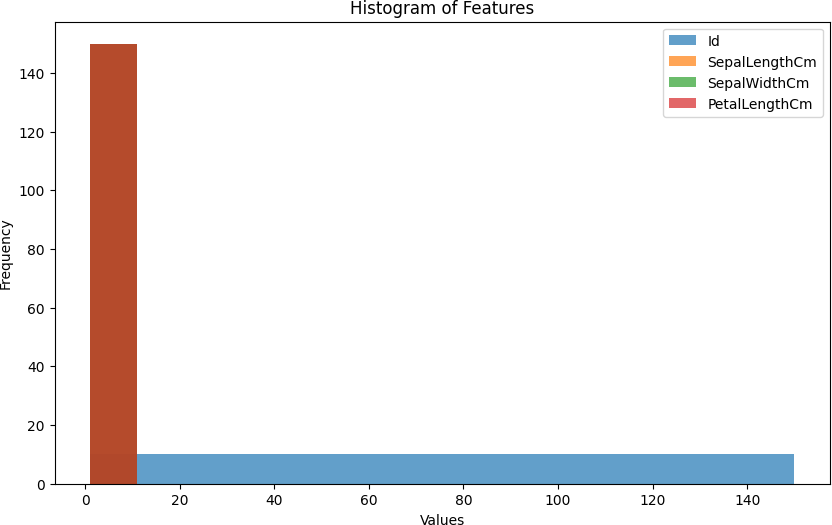 Histogram of Features
Id
SepalLengthCm
SepalWidthCm
PetalLengthCm
140
120
100
80
60
40
20
0
Frequency
0 20 40 60 80 100 120 140
Values